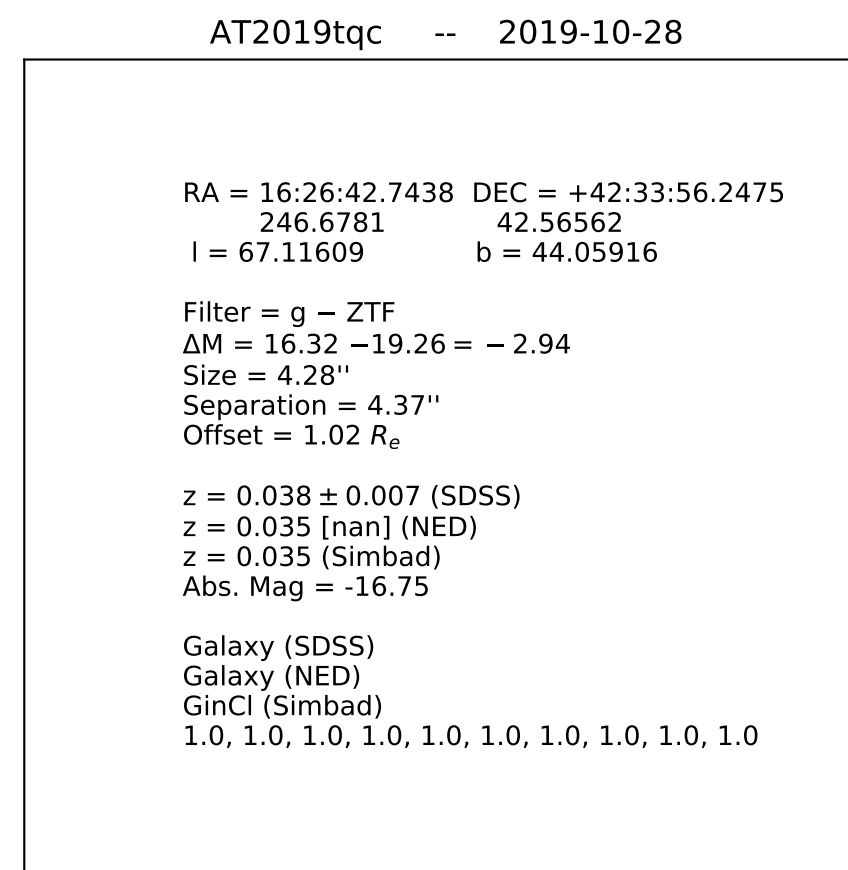 AT2019tqc -- 2019-10-28
RA = 16:26:42.7438 DEC = +42:33:56.2475
246.6781 42.56562
l = 67.11609 b = 44.05916
Filter = g − ZTF
ΔM = 16.32 −19.26 = − 2.94
Size = 4.28''
Separation = 4.37''
Offset = 1.02 Rₑ
z = 0.038 ± 0.007 (SDSS)
z = 0.035 [nan] (NED)
z = 0.035 (Simbad)
Abs. Mag = -16.75
Galaxy (SDSS)
Galaxy (NED)
GinCl (Simbad)
1.0, 1.0, 1.0, 1.0, 1.0, 1.0, 1.0, 1.0, 1.0, 1.0